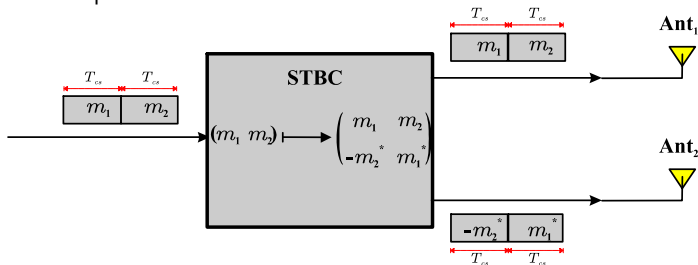 T_cs T_cs
m_1 m_2
Ant_1
STBC
T_cs T_cs
m_1 m_2
(m_1 m_2) ↦ (m_1 m_2
-m_2^* m_1^*)
Ant_2
-m_2^* m_1^*
T_cs T_cs